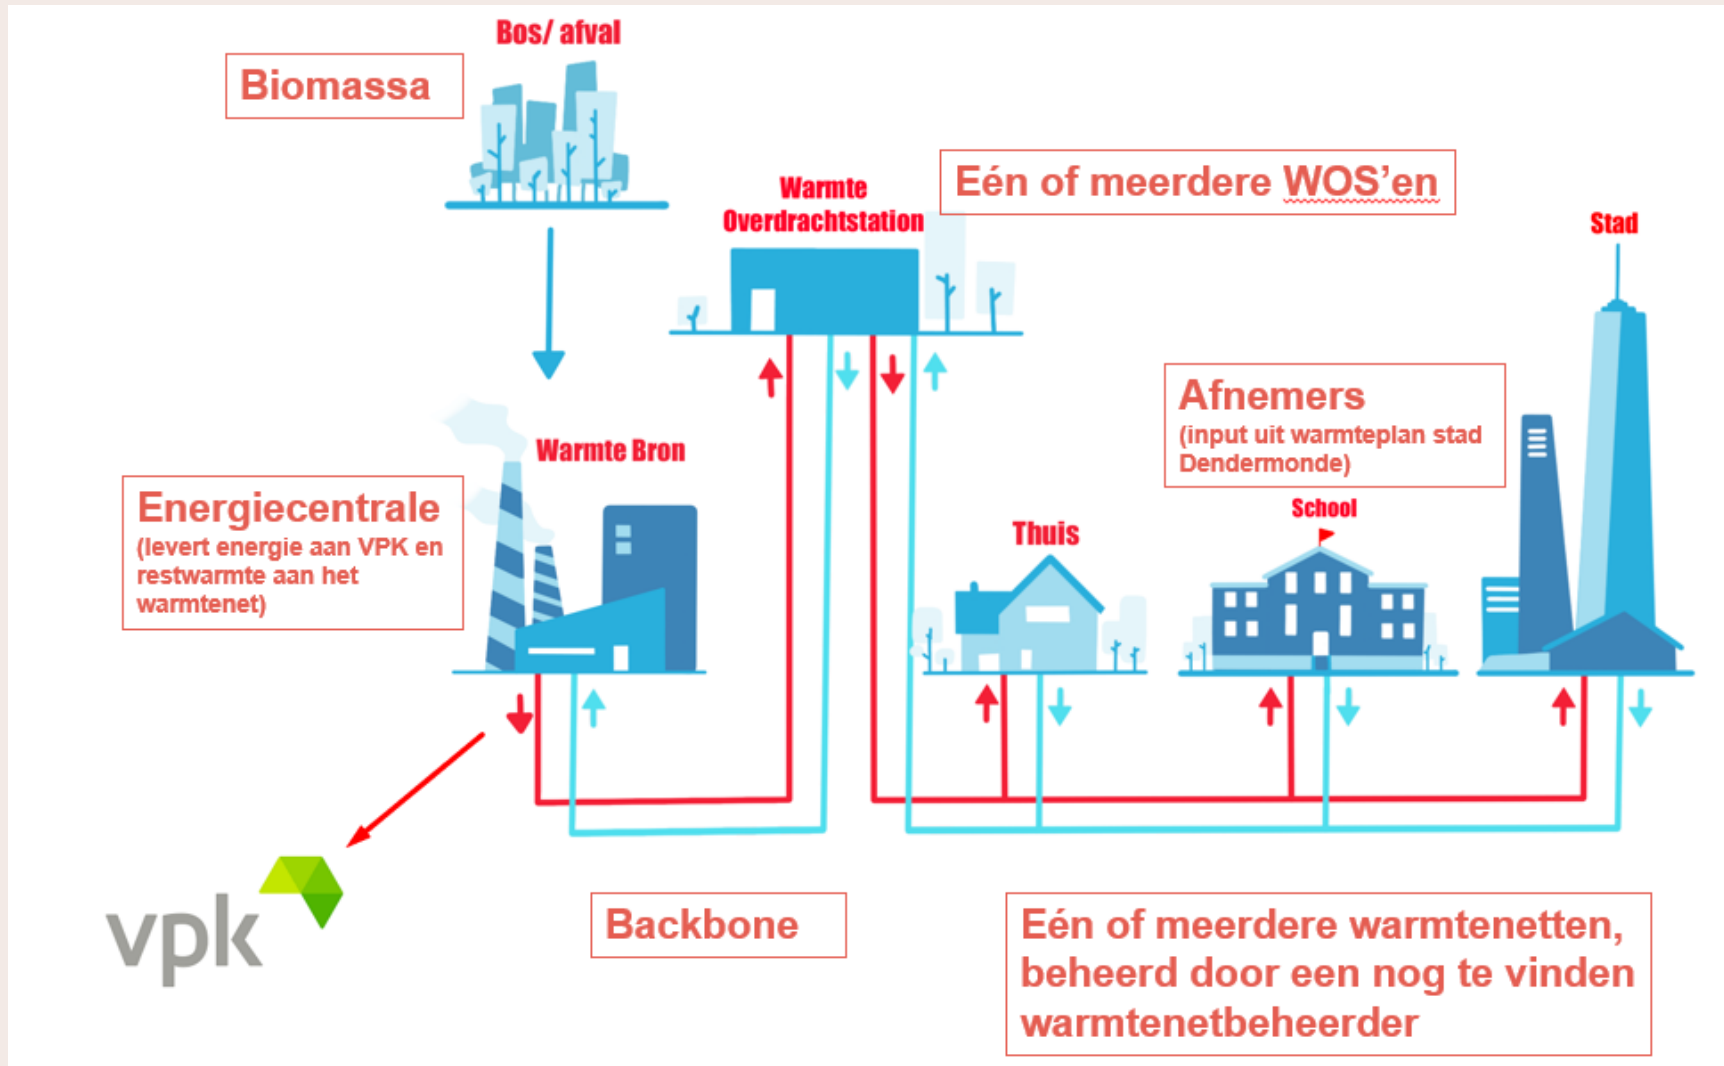 Bos/ afval
Biomassa
Warmte
Overdrachtstation
Eén of meerdere WOS'en
Stad
Afnemers
(input uit warmteplan stad
Dendermonde)
Warmte Bron
Energiecentrale
(levert energie aan VPK en
restwarmte aan het
warmtenet)
Thuis
School
vpk
Backbone
Eén of meerdere warmtenetten,
beheerd door een nog te vinden
warmtenetbeheerder